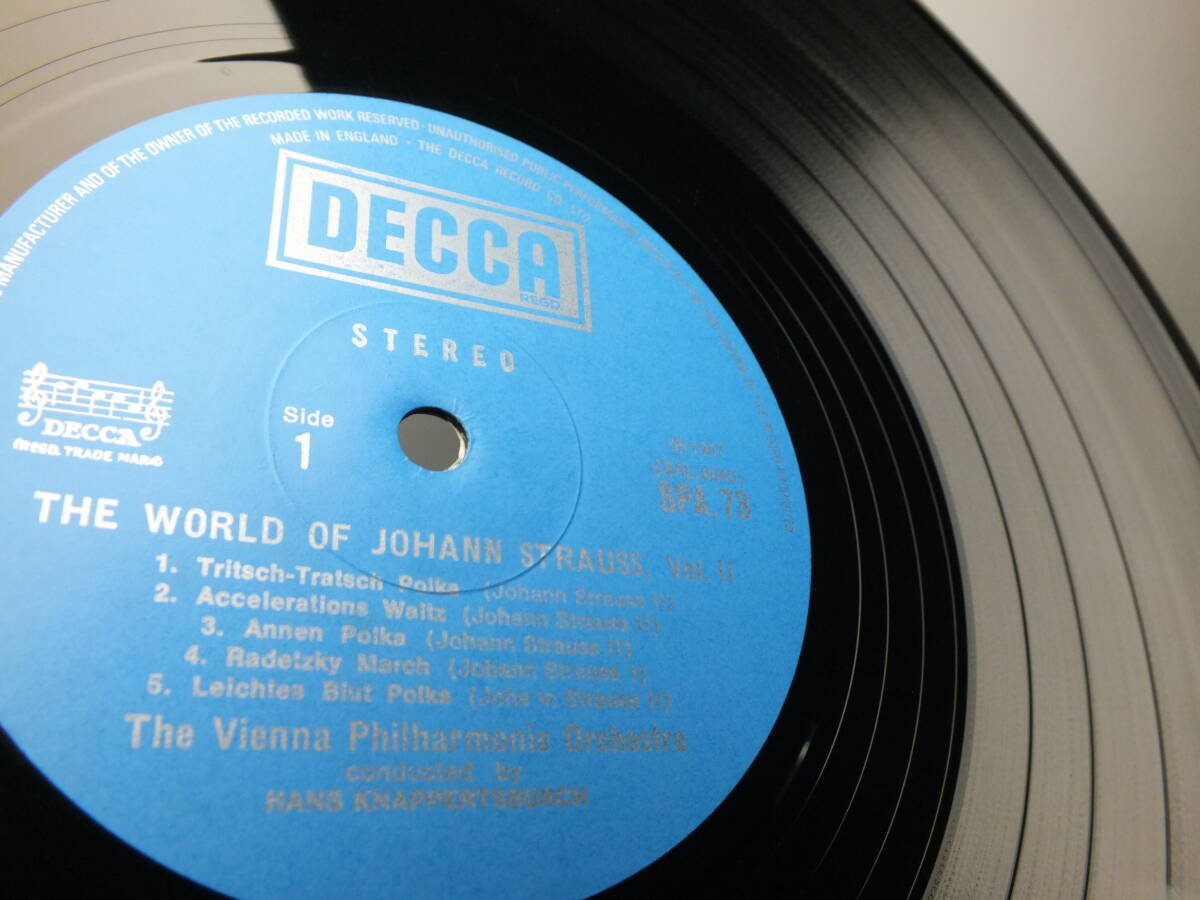 MANUFACTURER AND OF THE OWNER OF THE RECORDED WORK RESERVED · UNAUTHORISED PUBLIC PERFORMANCE
MADE IN ENGLAND · THE DECCA RECORD CO. LTD.
DECCA
REGD.
STEREO
Side
1
DECCA
(REGD. TRADE MARK)
SPA.73
THE WORLD OF JOHANN STRAUSS, Vol. II
1. Tritsch-Tratsch Polka (Johann Strauss II)
2. Accelerations Waltz (Johann Strauss II)
3. Annen Polka (Johann Strauss II)
4. Radetzky March (Johann Strauss I)
5. Leichtes Blut Polka (Johann Strauss II)
The Vienna Philharmonic Orchestra
conducted by
HANS KNAPPERTSBUSCH